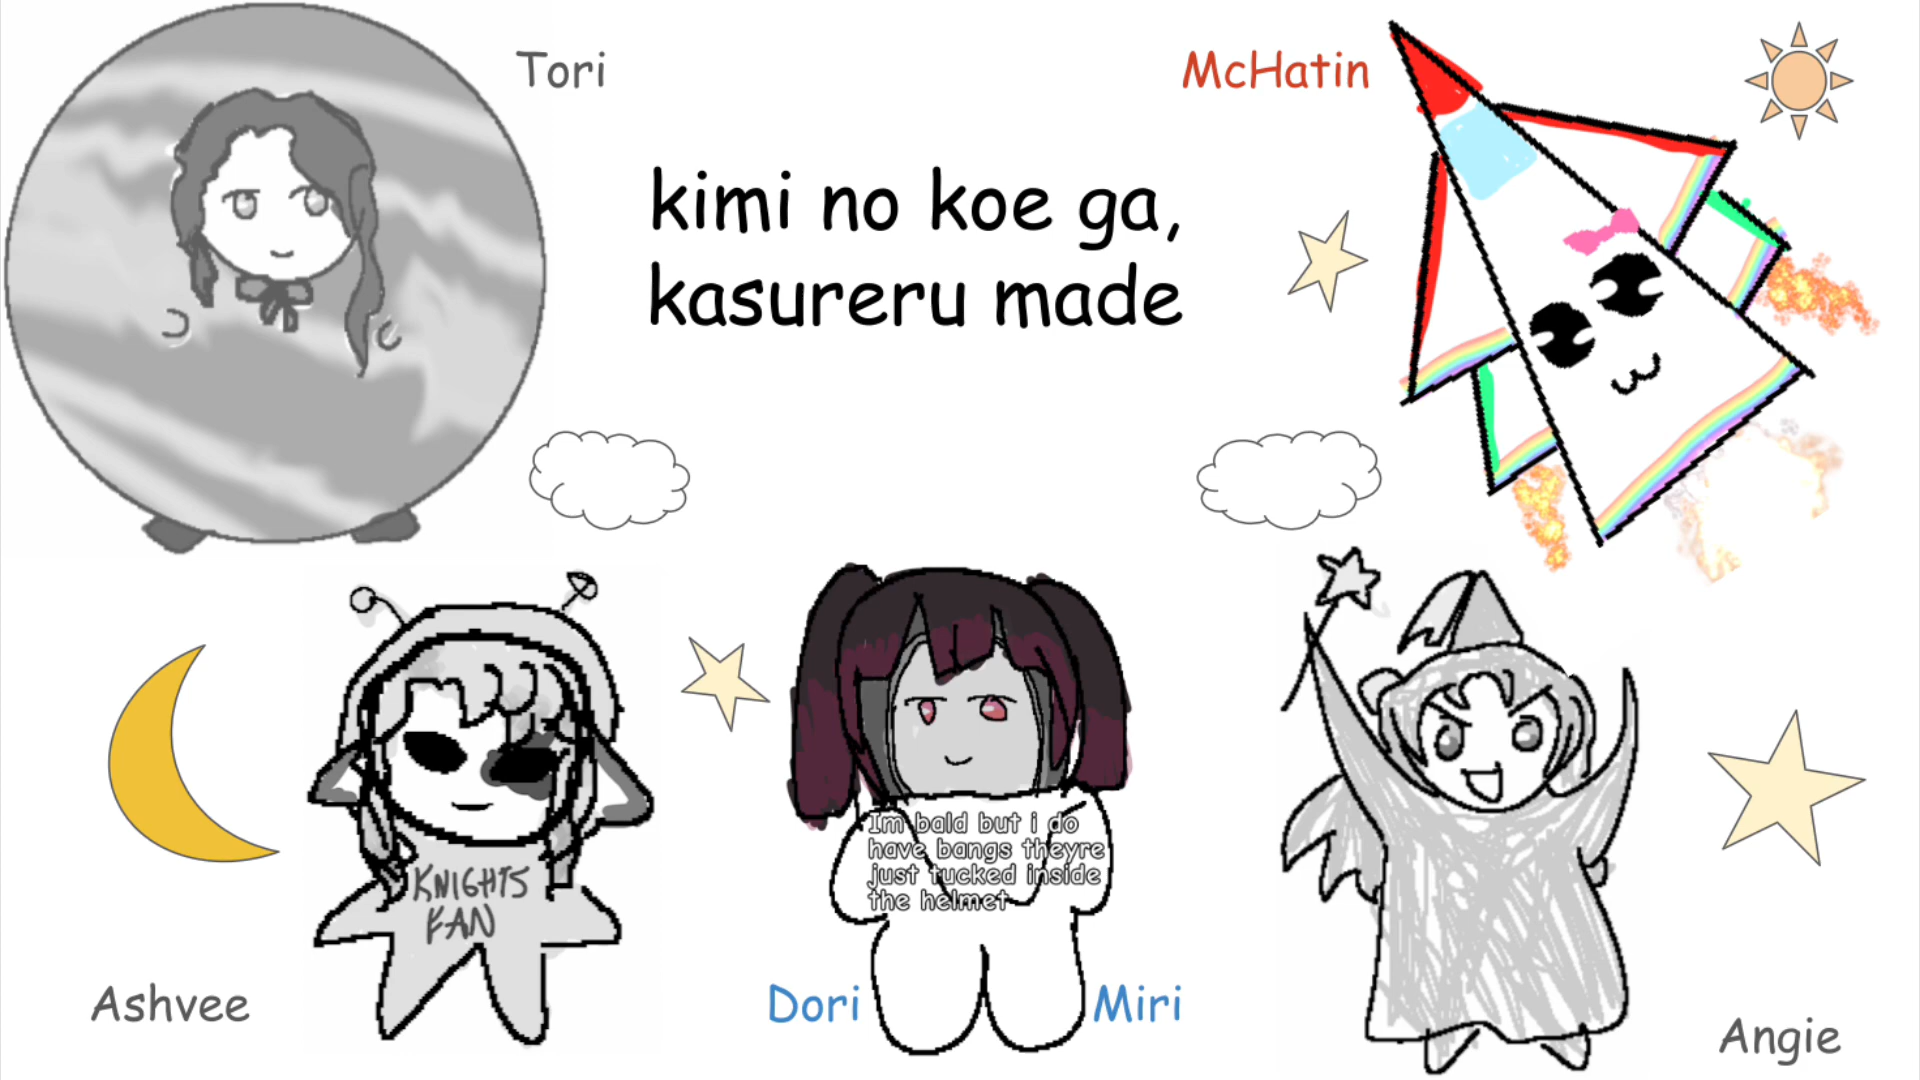 Tori
McHatin
kimi no koe ga,
kasureru made
KNIGHTS
FAN
Im bald but i do
have bangs theyre
just tucked inside
the helmet
Ashvee
Dori
Miri
Angie